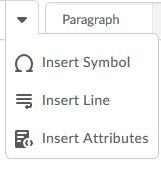 Paragraph
Insert Symbol
Insert Line
Insert Attributes